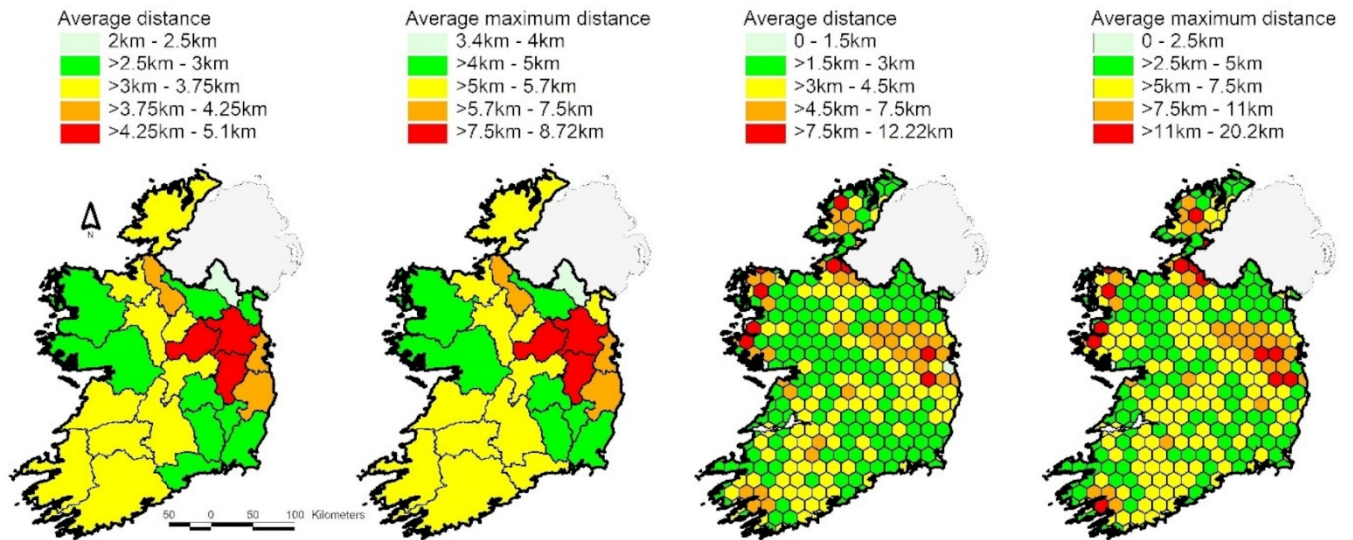 Average distance
2km - 2.5km
>2.5km - 3km
>3km - 3.75km
>3.75km - 4.25km
>4.25km - 5.1km
Average maximum distance
3.4km - 4km
>4km - 5km
>5km - 5.7km
>5.7km - 7.5km
>7.5km - 8.72km
Average distance
0 - 1.5km
>1.5km - 3km
>3km - 4.5km
>4.5km - 7.5km
>7.5km - 12.22km
Average maximum distance
0 - 2.5km
>2.5km - 5km
>5km - 7.5km
>7.5km - 11km
>11km - 20.2km
N
50 0 50 100 Kilometers